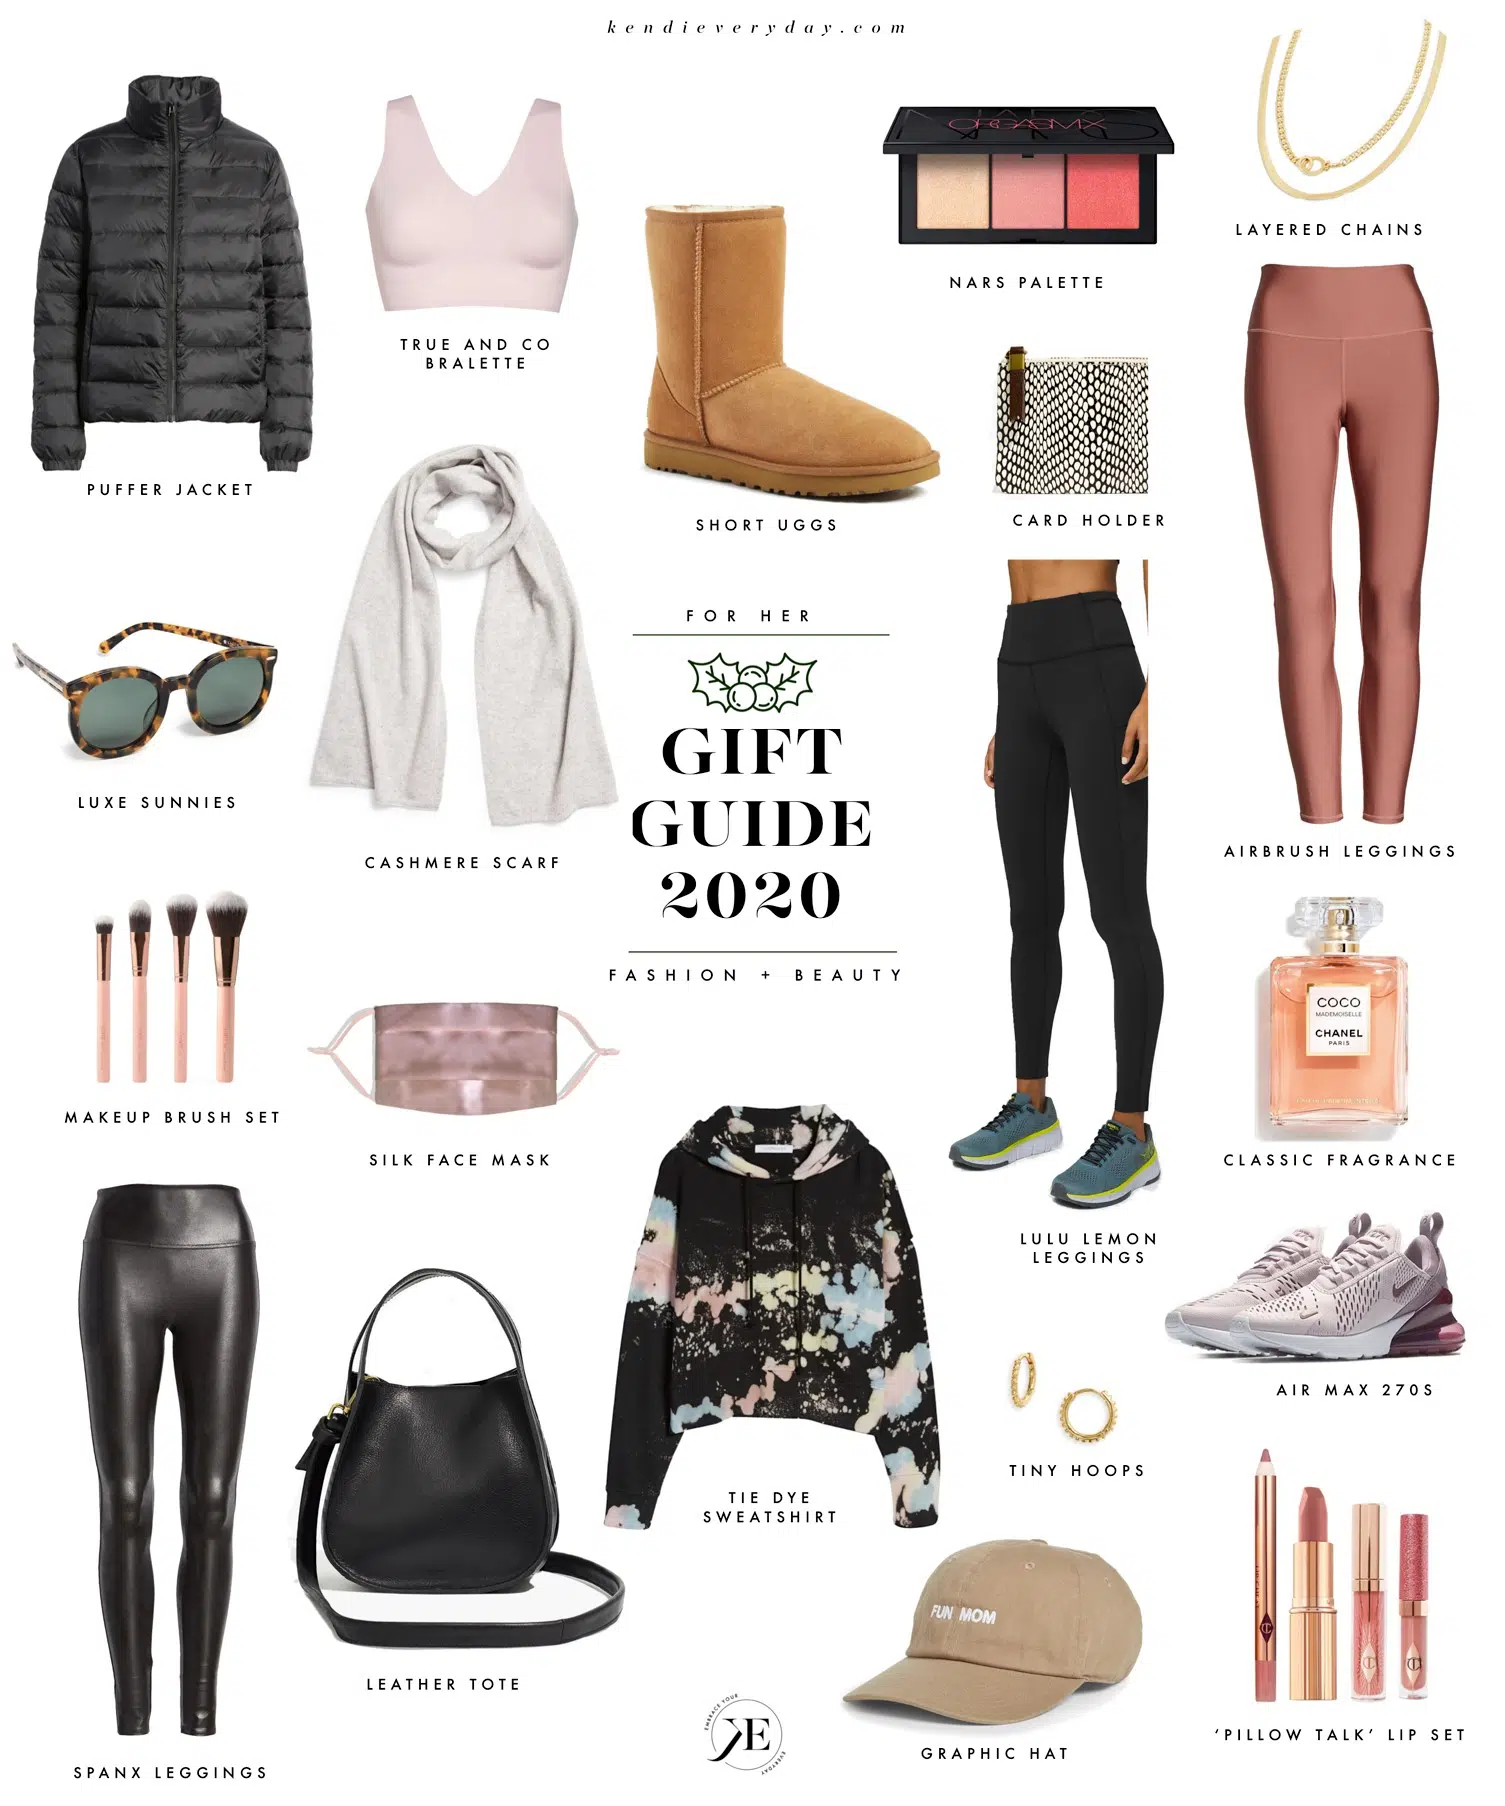 kendieveryday.com
LAYERED CHAINS
ORGASM X
NARS PALETTE
TRUE AND CO
BRALETTE
PUFFER JACKET
SHORT UGGS
CARD HOLDER
FOR HER
GIFT
GUIDE
2020
FASHION + BEAUTY
LUXE SUNNIES
CASHMERE SCARF
AIRBRUSH LEGGINGS
COCO
MADEMOISELLE
CHANEL
PARIS
MAKEUP BRUSH SET
SILK FACE MASK
CLASSIC FRAGRANCE
LULU LEMON
LEGGINGS
AIR MAX 270S
TINY HOOPS
TIE DYE
SWEATSHIRT
FUN MOM
LEATHER TOTE
GRAPHIC HAT
'PILLOW TALK' LIP SET
SPANX LEGGINGS
EMBRACE YOUR
KE
EVERYDAY